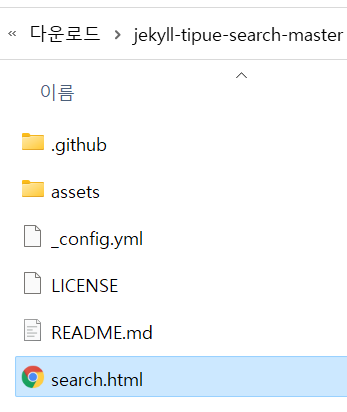 « 다운로드 > jekyll-tipue-search-master
이름
.github
assets
_config.yml
LICENSE
README.md
search.html